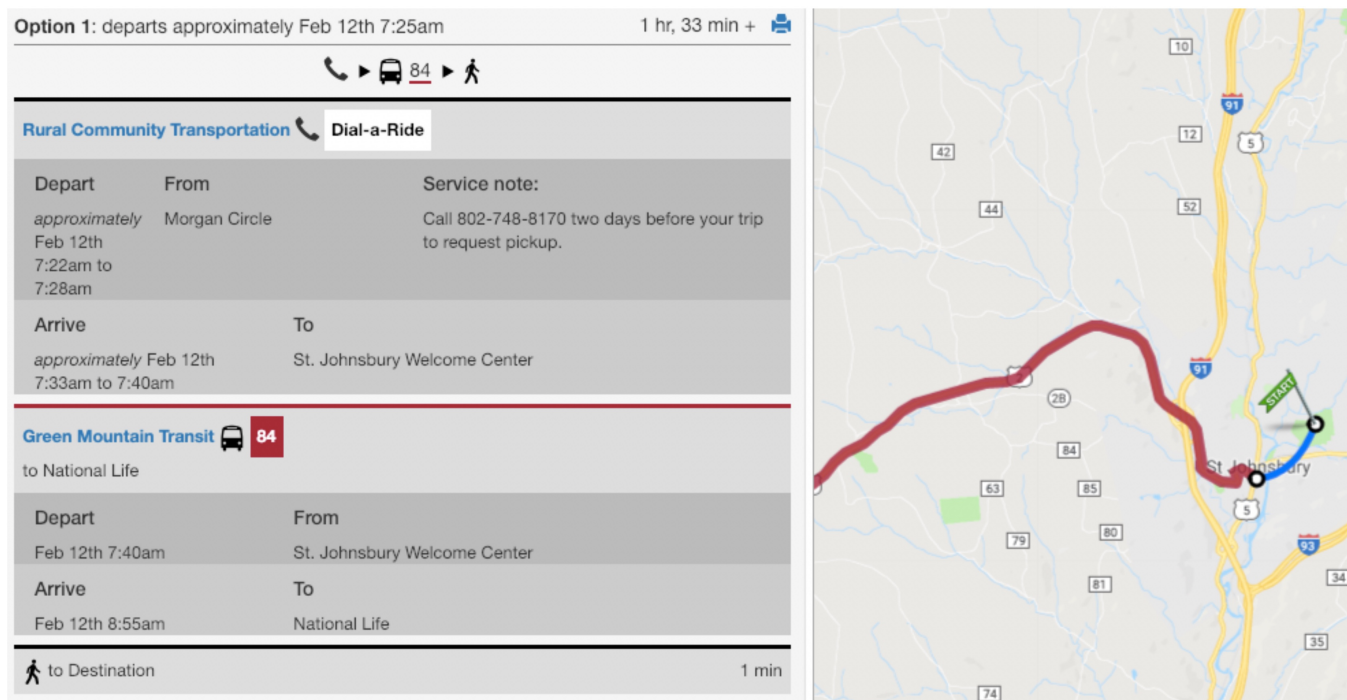 Option 1: departs approximately Feb 12th 7:25am
1 hr, 33 min +
84
Rural Community Transportation
Dial-a-Ride
Depart
From
Service note:
approximately
Feb 12th
7:22am to
7:28am
Morgan Circle
Call 802-748-8170 two days before your trip
to request pickup.
Arrive
To
approximately Feb 12th
7:33am to 7:40am
St. Johnsbury Welcome Center
Green Mountain Transit
84
to National Life
Depart
From
Feb 12th 7:40am
St. Johnsbury Welcome Center
Arrive
To
Feb 12th 8:55am
National Life
to Destination
1 min
10
91
5
12
42
52
44
91
START
2
2B
84
St Johnsbury
63
85
5
79
80
93
81
34
35
74